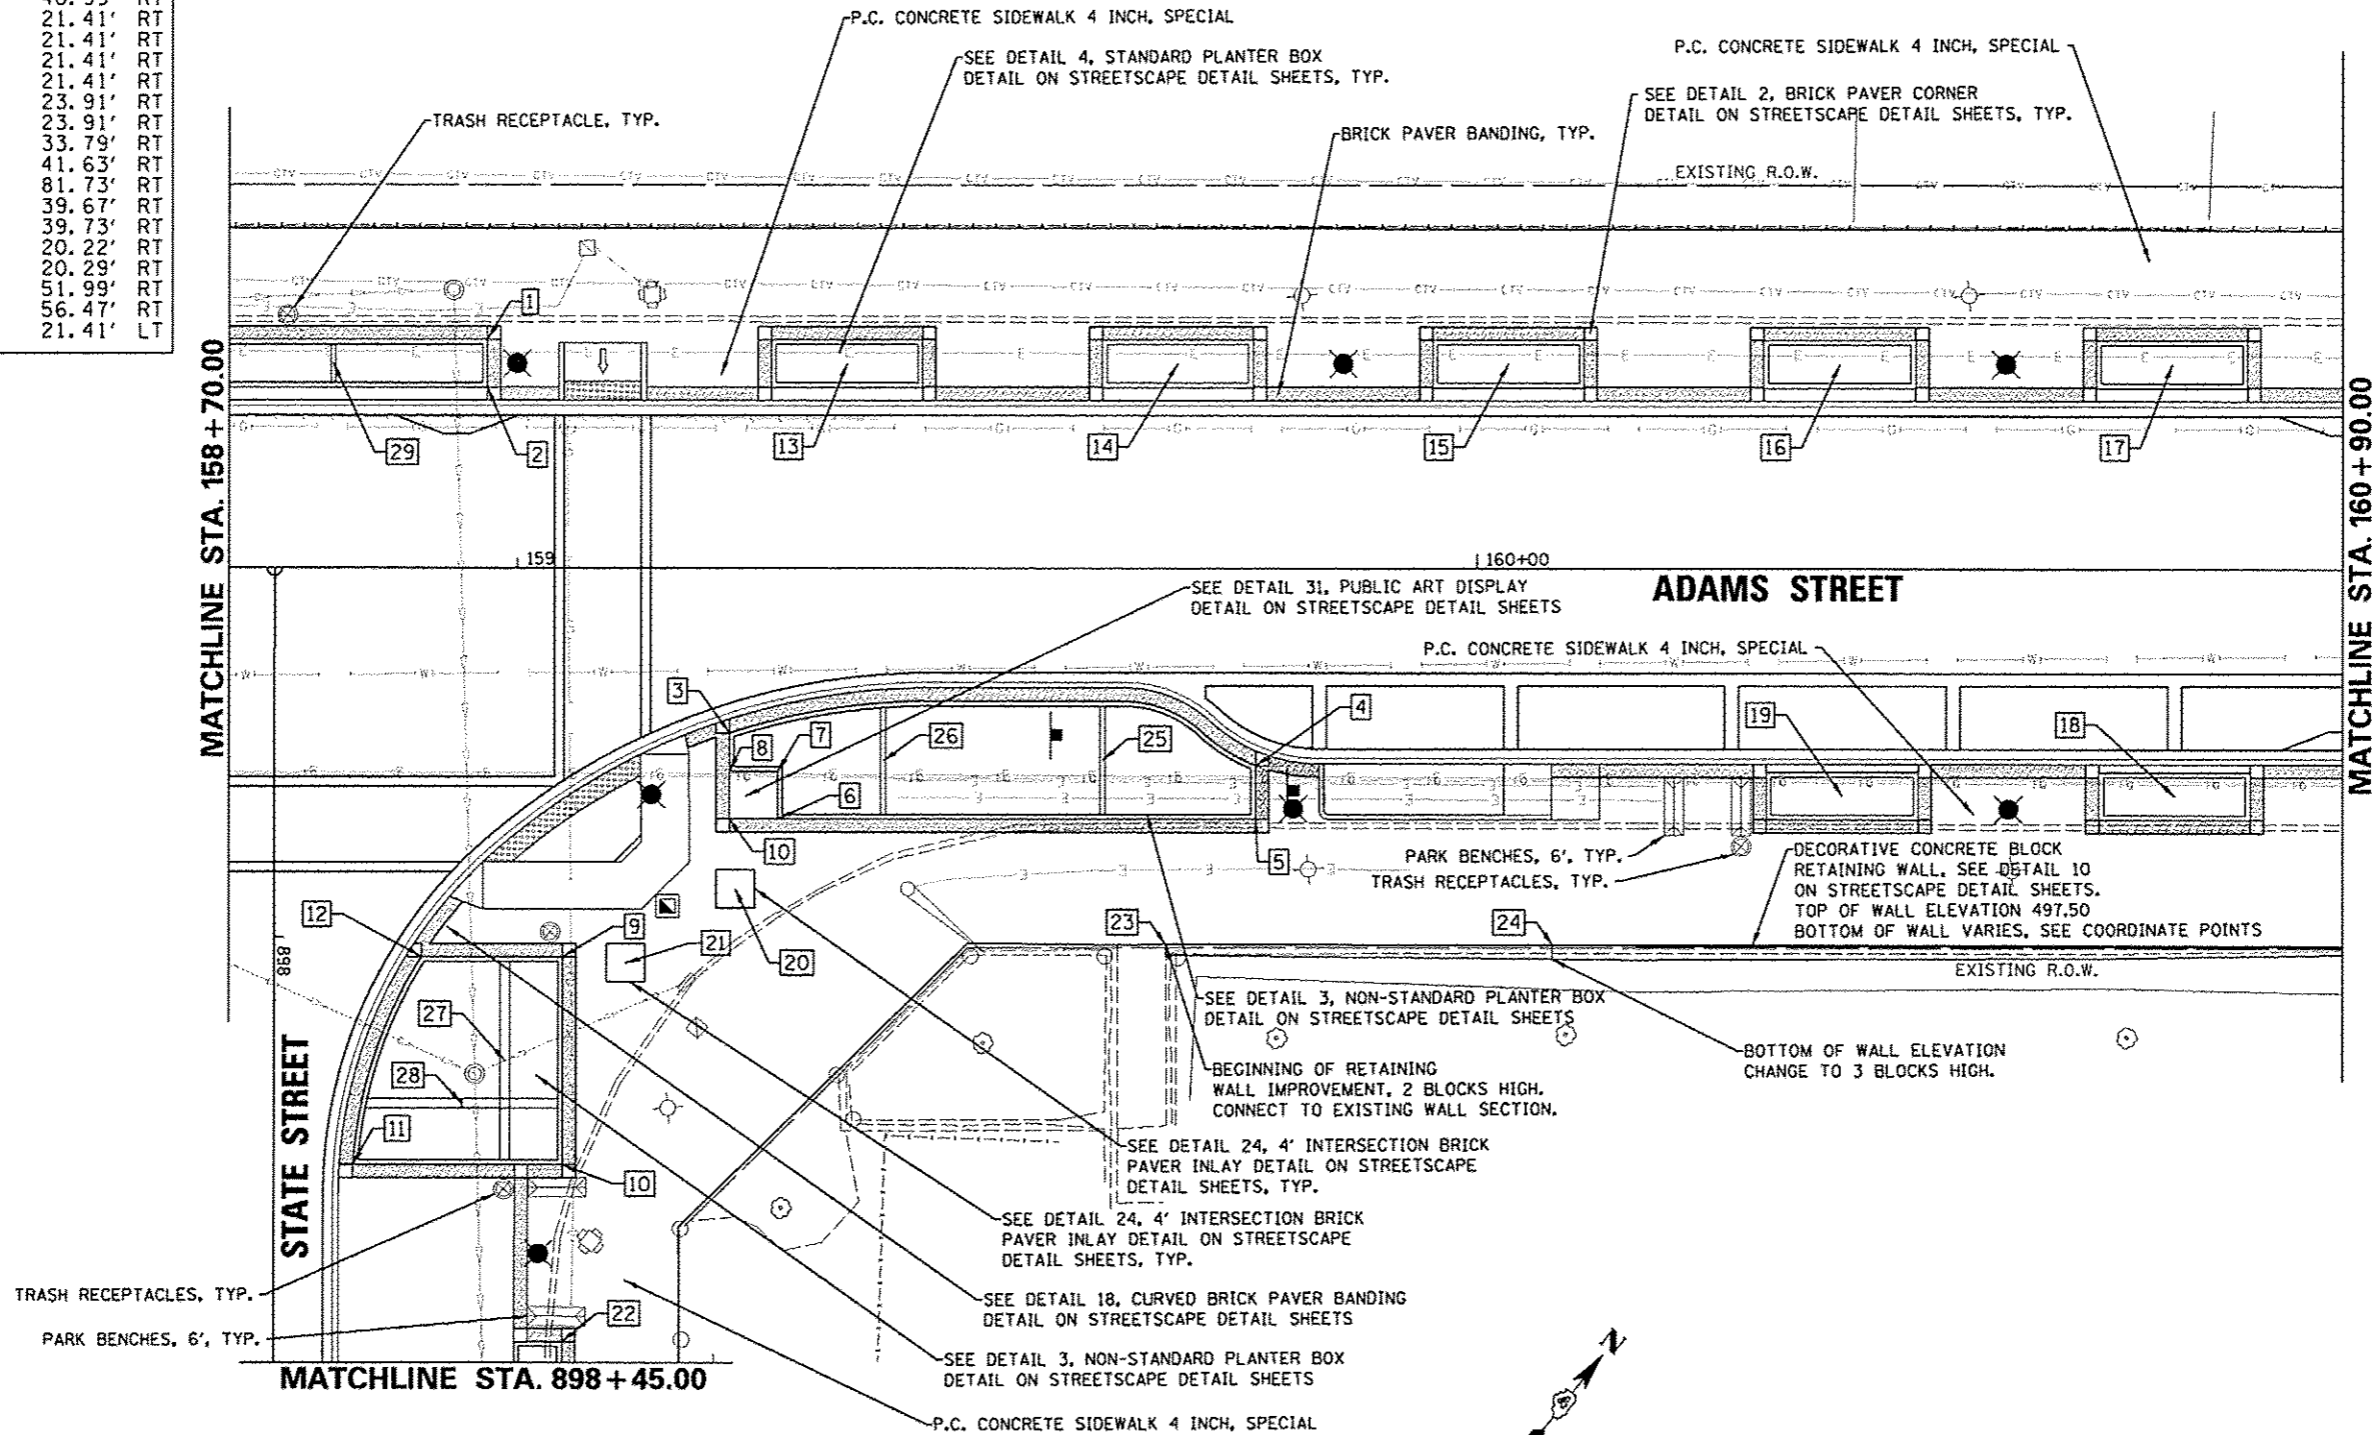 21.41' RT
21.41' RT
21.41' RT
21.41' RT
23.91' RT
23.91' RT
33.79' RT
41.63' RT
81.73' RT
39.67' RT
39.73' RT
20.22' RT
20.29' RT
51.99' RT
56.47' RT
21.41' LT
P.C. CONCRETE SIDEWALK 4 INCH, SPECIAL
SEE DETAIL 4, STANDARD PLANTER BOX
DETAIL ON STREETSCAPE DETAIL SHEETS, TYP.
P.C. CONCRETE SIDEWALK 4 INCH, SPECIAL
SEE DETAIL 2, BRICK PAVER CORNER
DETAIL ON STREETSCAPE DETAIL SHEETS, TYP.
TRASH RECEPTACLE, TYP.
BRICK PAVER BANDING, TYP.
EXISTING R.O.W.
1
29
2
13
14
15
16
17
MATCHLINE STA. 158+70.00
MATCHLINE STA. 160+90.00
159
160+00
ADAMS STREET
SEE DETAIL 31, PUBLIC ART DISPLAY
DETAIL ON STREETSCAPE DETAIL SHEETS
P.C. CONCRETE SIDEWALK 4 INCH, SPECIAL
3
8
7
26
25
4
19
18
6
10
5
PARK BENCHES, 6', TYP.
TRASH RECEPTACLES, TYP.
DECORATIVE CONCRETE BLOCK
RETAINING WALL, SEE DETAIL 10
ON STREETSCAPE DETAIL SHEETS.
TOP OF WALL ELEVATION 497.50
BOTTOM OF WALL VARIES, SEE COORDINATE POINTS
12
9
21
20
23
24
898
EXISTING R.O.W.
27
28
11
10
22
SEE DETAIL 3, NON-STANDARD PLANTER BOX
DETAIL ON STREETSCAPE DETAIL SHEETS
BOTTOM OF WALL ELEVATION
CHANGE TO 3 BLOCKS HIGH.
BEGINNING OF RETAINING
WALL IMPROVEMENT, 2 BLOCKS HIGH.
CONNECT TO EXISTING WALL SECTION.
STATE STREET
SEE DETAIL 24, 4' INTERSECTION BRICK
PAVER INLAY DETAIL ON STREETSCAPE
DETAIL SHEETS, TYP.
SEE DETAIL 24, 4' INTERSECTION BRICK
PAVER INLAY DETAIL ON STREETSCAPE
DETAIL SHEETS, TYP.
TRASH RECEPTACLES, TYP.
SEE DETAIL 18, CURVED BRICK PAVER BANDING
DETAIL ON STREETSCAPE DETAIL SHEETS
PARK BENCHES, 6', TYP.
SEE DETAIL 3, NON-STANDARD PLANTER BOX
DETAIL ON STREETSCAPE DETAIL SHEETS
MATCHLINE STA. 898+45.00
P.C. CONCRETE SIDEWALK 4 INCH, SPECIAL
N